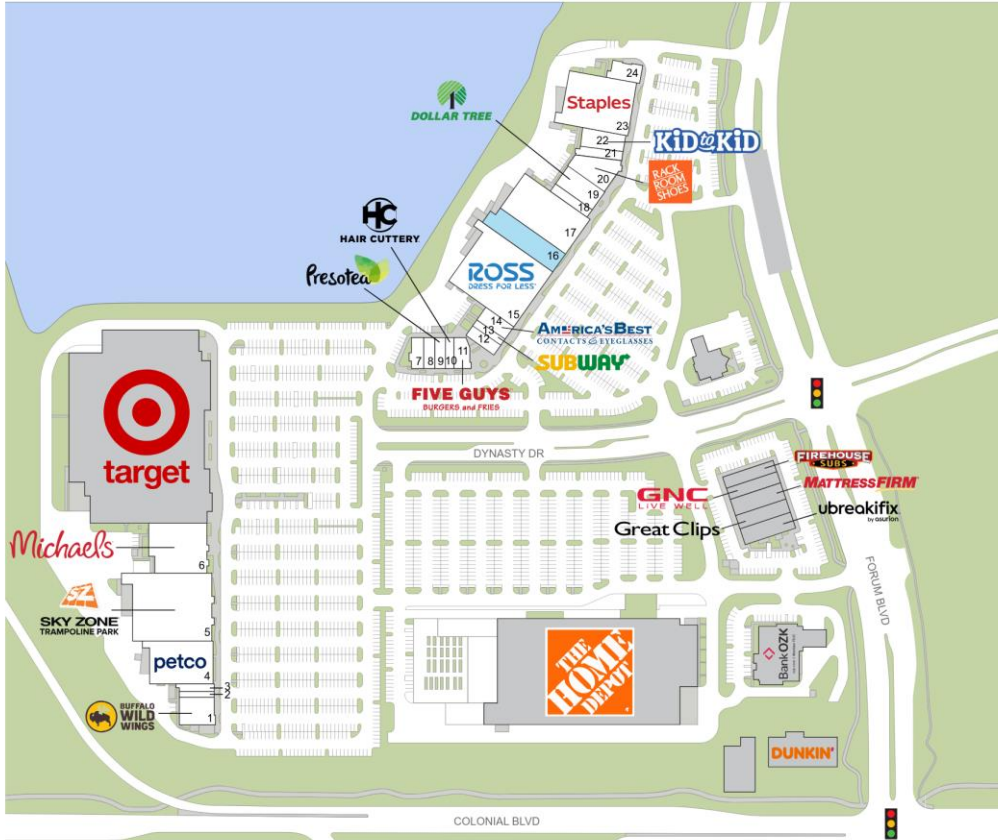 24
Staples
DOLLAR TREE
23
22
KiD to KiD
21
RACK
ROOM
SHOES
20
19
18
HC
HAIR CUTTERY
17
16
Presotea
ROSS
DRESS FOR LESS
15
14
13
12
AMERICA'S BEST
CONTACTS & EYEGLASSES
SUBWAY
7
8
9
10
11
FIVE GUYS
BURGERS and FRIES
DYNASTY DR
target
FIREHOUSE
SUBS
MATTRESSFIRM
GNC
LIVE WELL
ubreakifix
by asurion
Great Clips
Michaels
6
FORUM BLVD
SZ
SKY ZONE
TRAMPOLINE PARK
5
petco
4
3
2
BUFFALO
WILD
WINGS
1
THE
HOME
DEPOT
BankOZK
DUNKIN'
COLONIAL BLVD